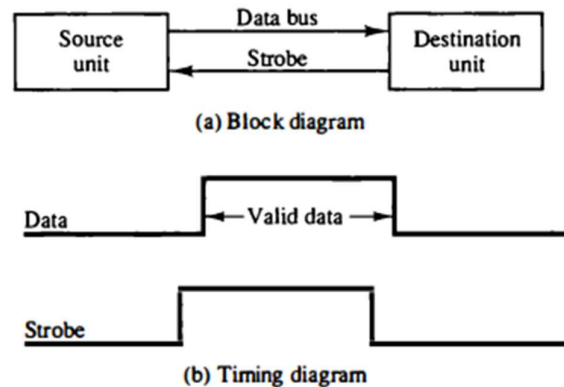 Source
unit
Data bus
Strobe
Destination
unit
(a) Block diagram
Data
Valid data
Strobe
(b) Timing diagram